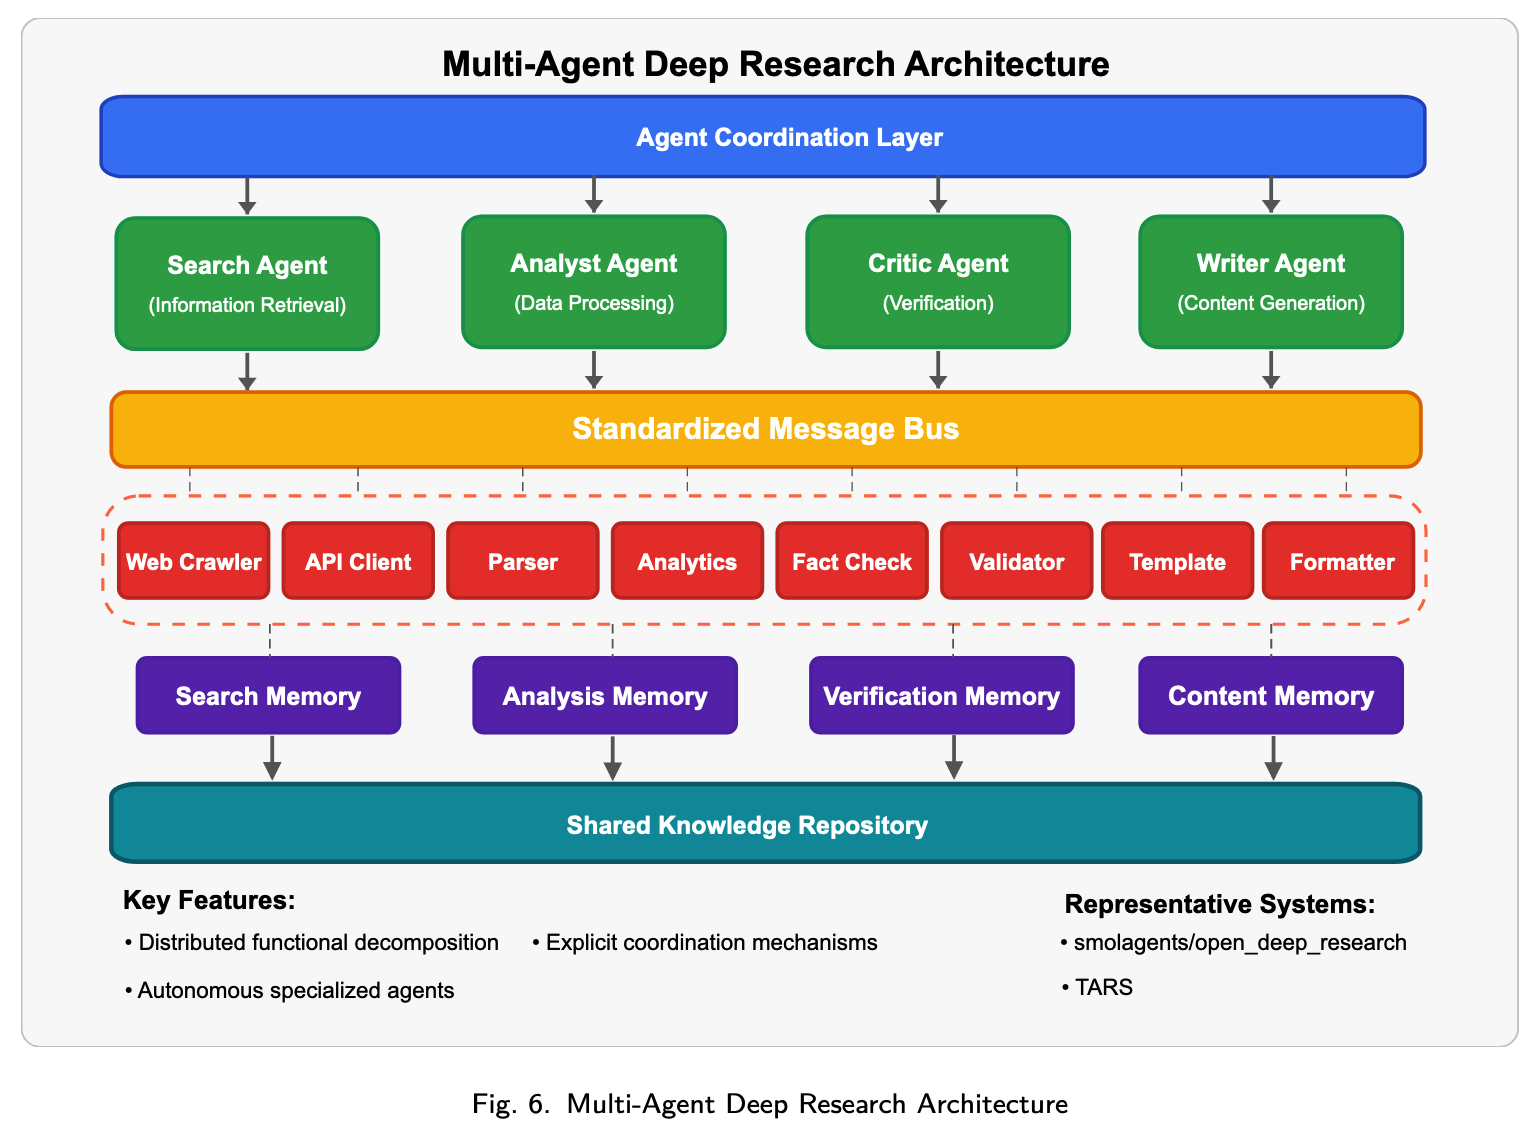 Multi-Agent Deep Research Architecture
Agent Coordination Layer
Search Agent
(Information Retrieval)
Analyst Agent
(Data Processing)
Critic Agent
(Verification)
Writer Agent
(Content Generation)
Standardized Message Bus
Web Crawler
API Client
Parser
Analytics
Fact Check
Validator
Template
Formatter
Search Memory
Analysis Memory
Verification Memory
Content Memory
Shared Knowledge Repository
Key Features:
• Distributed functional decomposition
• Explicit coordination mechanisms
• Autonomous specialized agents
Representative Systems:
• smolagents/open_deep_research
• TARS
Fig. 6. Multi-Agent Deep Research Architecture